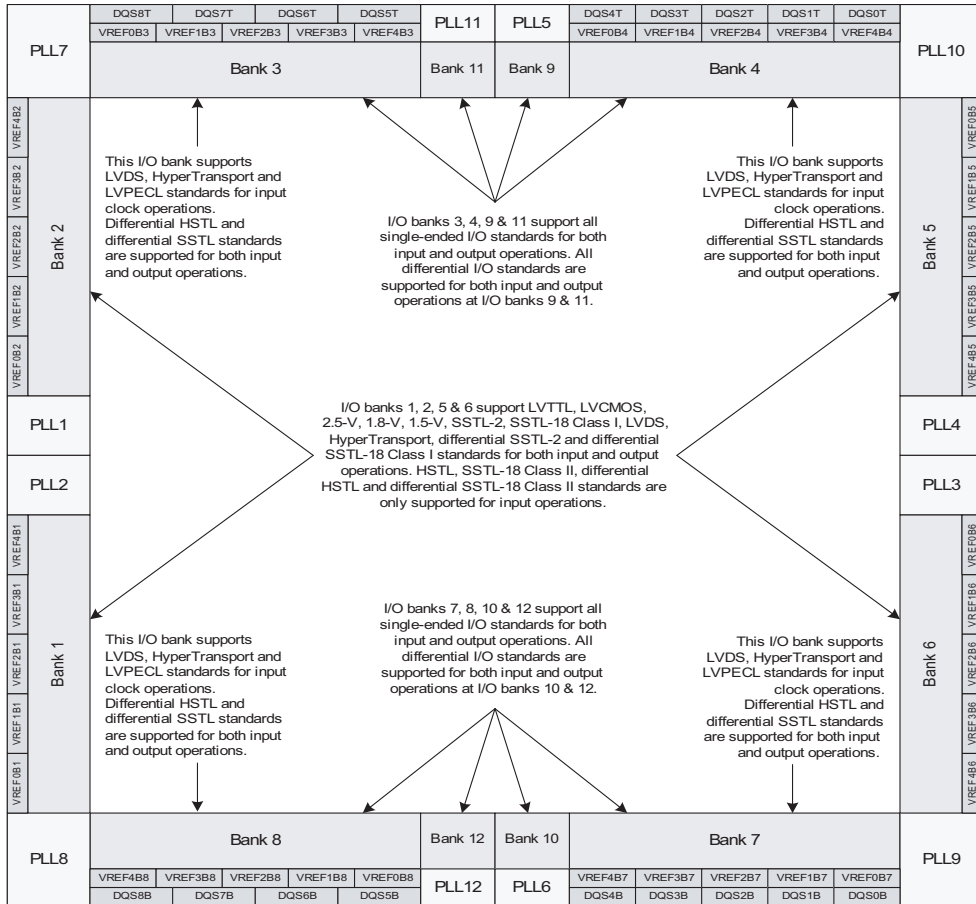 PLL7
DQS8T DQS7T DQS6T DQS5T
VREF0B3 VREF1B3 VREF2B3 VREF3B3 VREF4B3
Bank 3
PLL11
Bank 11
PLL5
Bank 9
DQS4T DQS3T DQS2T DQS1T DQS0T
VREF0B4 VREF1B4 VREF2B4 VREF3B4 VREF4B4
Bank 4
PLL10
VREF4B2
VREF3B2
VREF2B2
VREF1B2
VREF0B2
Bank 2
This I/O bank supports
LVDS, HyperTransport and
LVPECL standards for input
clock operations.
Differential HSTL and
differential SSTL standards
are supported for both input
and output operations.
I/O banks 3, 4, 9 & 11 support all
single-ended I/O standards for both
input and output operations. All
differential I/O standards are
supported for both input and output
operations at I/O banks 9 & 11.
This I/O bank supports
LVDS, HyperTransport and
LVPECL standards for input
clock operations.
Differential HSTL and
differential SSTL standards
are supported for both input
and output operations.
Bank 5
VREF0B5
VREF1B5
VREF2B5
VREF3B5
VREF4B5
PLL1
PLL2
I/O banks 1, 2, 5 & 6 support LVTTL, LVCMOS,
2.5-V, 1.8-V, 1.5-V, SSTL-2, SSTL-18 Class I, LVDS,
HyperTransport, differential SSTL-2 and differential
SSTL-18 Class I standards for both input and output
operations. HSTL, SSTL-18 Class II, differential
HSTL and differential SSTL-18 Class II standards are
only supported for input operations.
PLL4
PLL3
VREF4B1
VREF3B1
VREF2B1
VREF1B1
VREF0B1
Bank 1
This I/O bank supports
LVDS, HyperTransport and
LVPECL standards for input
clock operations.
Differential HSTL and
differential SSTL standards
are supported for both input
and output operations.
I/O banks 7, 8, 10 & 12 support all
single-ended I/O standards for both
input and output operations. All
differential I/O standards are
supported for both input and output
operations at I/O banks 10 & 12.
This I/O bank supports
LVDS, HyperTransport and
LVPECL standards for input
clock operations.
Differential HSTL and
differential SSTL standards
are supported for both input
and output operations.
Bank 6
VREF0B6
VREF1B6
VREF2B6
VREF3B6
VREF4B6
PLL8
Bank 8
VREF4B8 VREF3B8 VREF2B8 VREF1B8 VREF0B8
DQS8B DQS7B DQS6B DQS5B
Bank 12
PLL12
Bank 10
PLL6
Bank 7
VREF4B7 VREF3B7 VREF2B7 VREF1B7 VREF0B7
DQS4B DQS3B DQS2B DQS1B DQS0B
PLL9